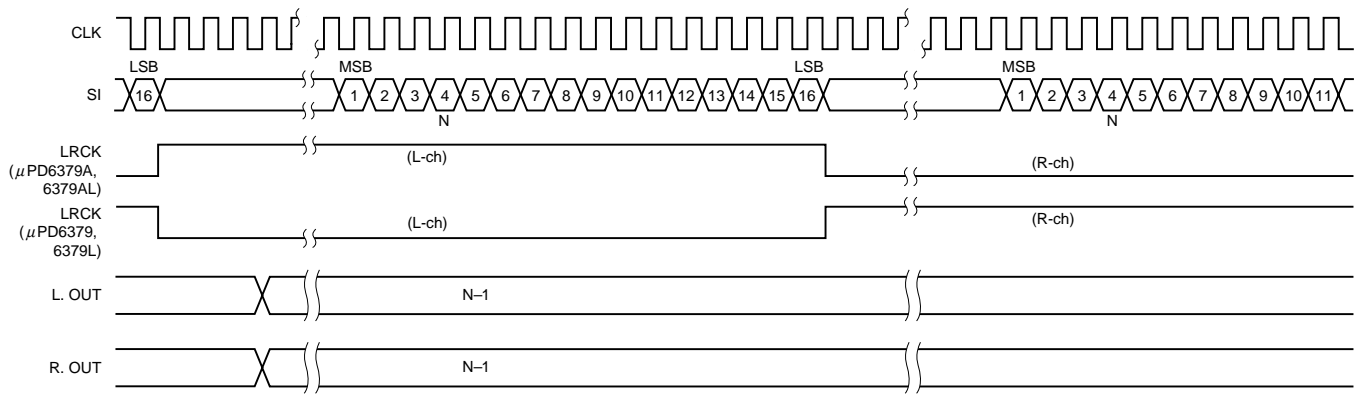 CLK
LSB MSB LSB MSB
SI 16 1 2 3 4 5 6 7 8 9 10 11 12 13 14 15 16 1 2 3 4 5 6 7 8 9 10 11
N N
LRCK
(μPD6379A,
6379AL)
(L-ch) (R-ch)
LRCK
(μPD6379,
6379L)
(L-ch) (R-ch)
L. OUT N–1
R. OUT N–1